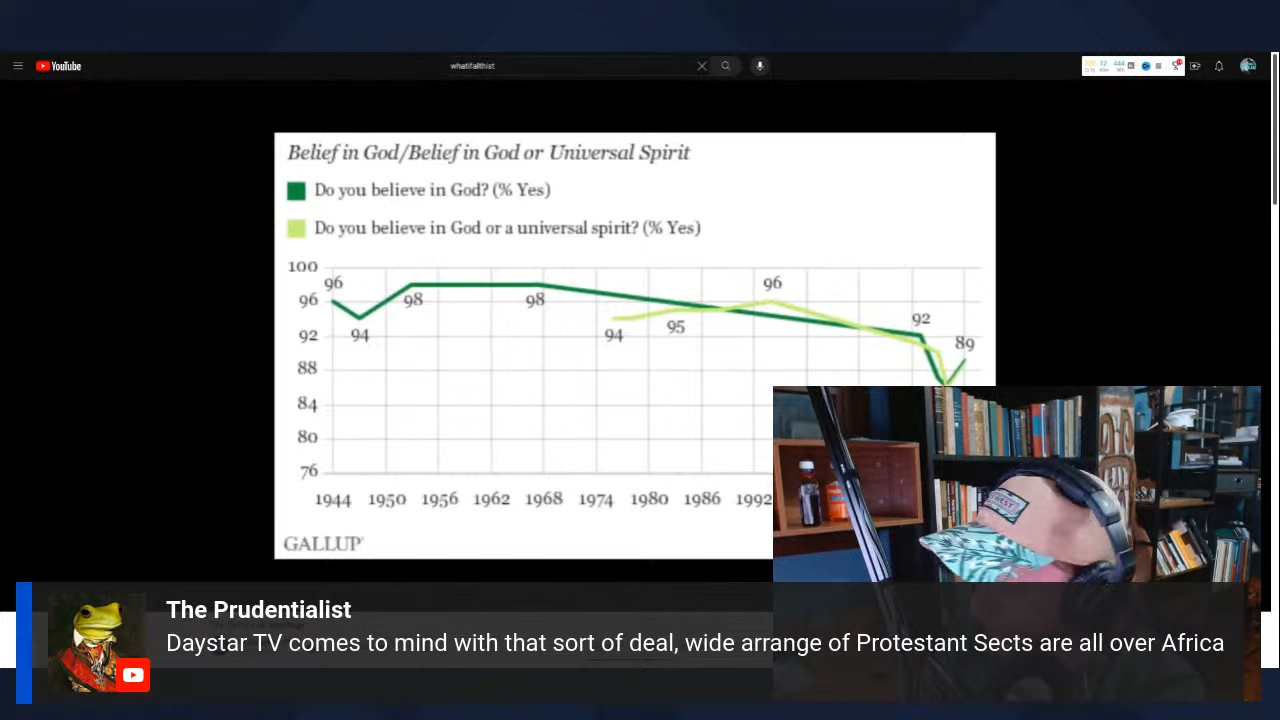 YouTube
whatifalthist
Belief in God/Belief in God or Universal Spirit
Do you believe in God? (% Yes)
Do you believe in God or a universal spirit? (% Yes)
100
96
92
88
84
80
76
96
94
98
98
94
95
96
92
89
1944 1950 1956 1962 1968 1974 1980 1986 1992
GALLUP
WEST
The Prudentialist
Daystar TV comes to mind with that sort of deal, wide arrange of Protestant Sects are all over Africa